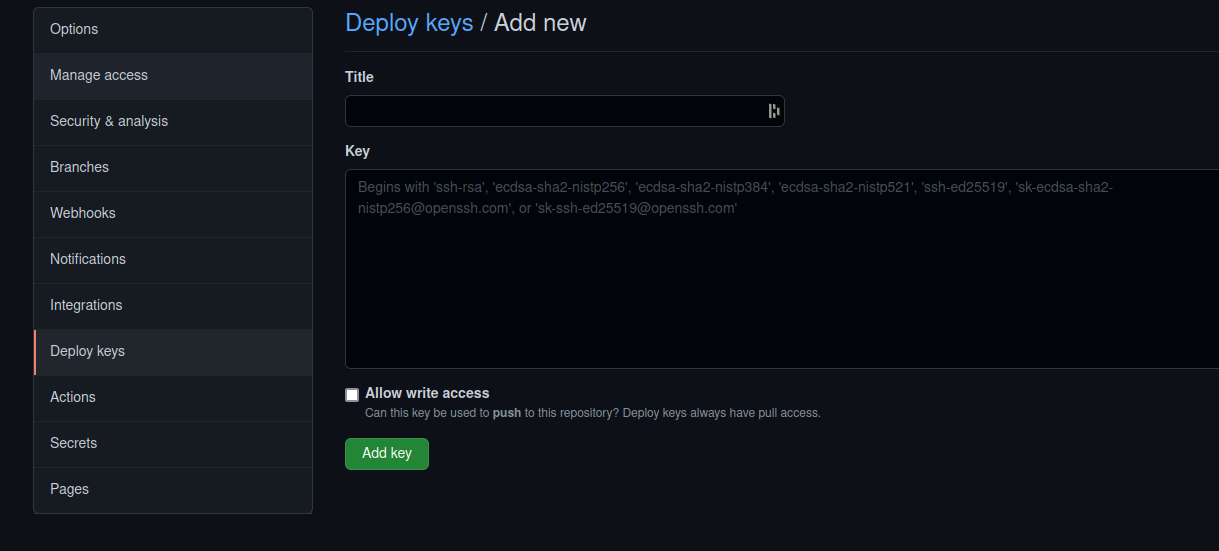 Options
Manage access
Security & analysis
Branches
Webhooks
Notifications
Integrations
Deploy keys
Actions
Secrets
Pages
Deploy keys / Add new
Title
Key
Begins with 'ssh-rsa', 'ecdsa-sha2-nistp256', 'ecdsa-sha2-nistp384', 'ecdsa-sha2-nistp521', 'ssh-ed25519', 'sk-ecdsa-sha2-
nistp256@openssh.com', or 'sk-ssh-ed25519@openssh.com'
Allow write access
Can this key be used to push to this repository? Deploy keys always have pull access.
Add key